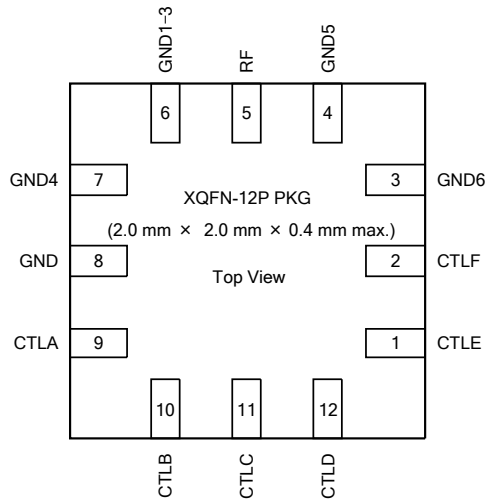 GND1-3
RF
GND5
6
5
4
GND4
7
3
GND6
XQFN-12P PKG
(2.0 mm × 2.0 mm × 0.4 mm max.)
GND
8
2
CTLF
Top View
CTLA
9
1
CTLE
10
11
12
CTLB
CTLC
CTLD